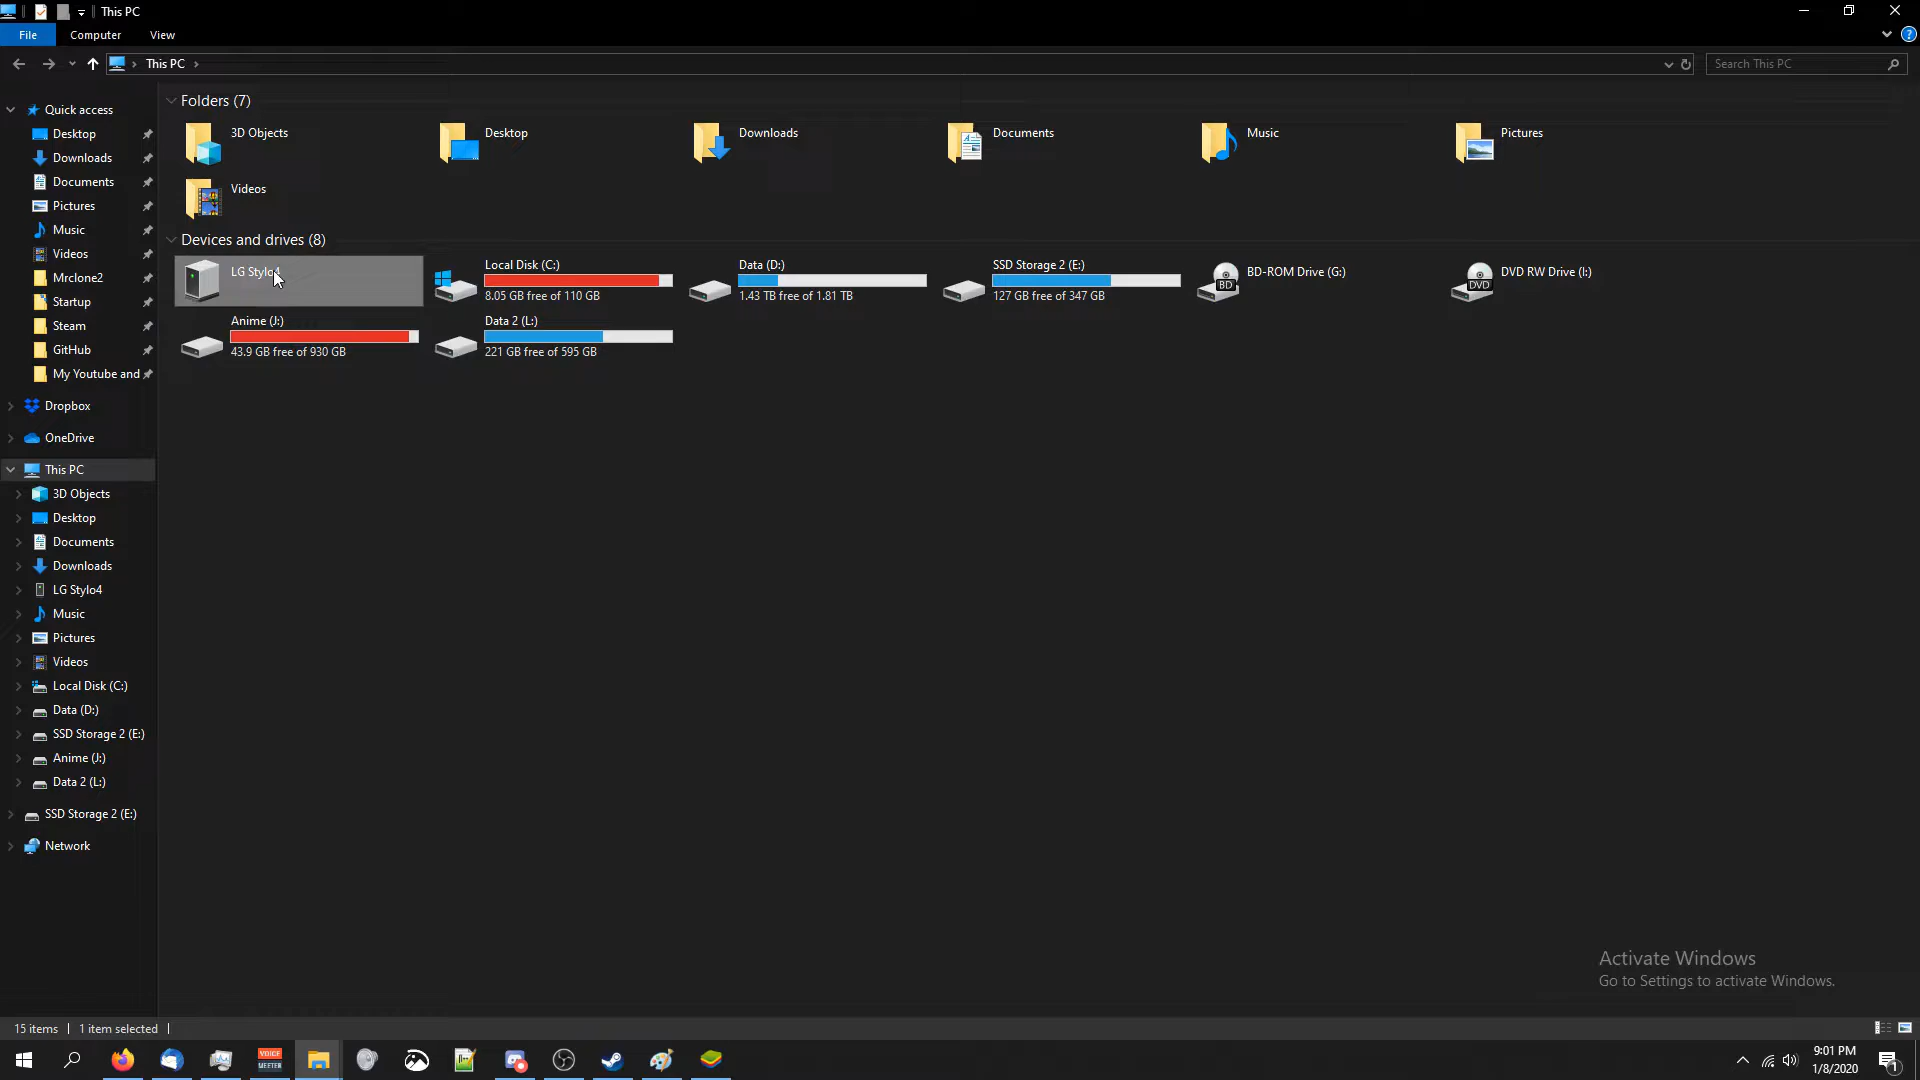 This PC
File Computer View
This PC
Search This PC
Quick access
Desktop
Downloads
Documents
Pictures
Music
Videos
Mrclone2
Startup
Steam
GitHub
My Youtube and
Dropbox
OneDrive
This PC
3D Objects
Desktop
Documents
Downloads
LG Stylo4
Music
Pictures
Videos
Local Disk (C:)
Data (D:)
SSD Storage 2 (E:)
Anime (J:)
Data 2 (L:)
SSD Storage 2 (E:)
Network
Folders (7)
3D Objects
Desktop
Downloads
Documents
Music
Pictures
Videos
Devices and drives (8)
LG Stylo4
Local Disk (C:)
8.05 GB free of 110 GB
Data (D:)
1.43 TB free of 1.81 TB
SSD Storage 2 (E:)
127 GB free of 347 GB
BD-ROM Drive (G:)
BD
DVD RW Drive (I:)
DVD
Anime (J:)
43.9 GB free of 930 GB
Data 2 (L:)
221 GB free of 595 GB
Activate Windows
Go to Settings to activate Windows.
15 items 1 item selected
VOICE
MEETER
9:01 PM
1/8/2020
1